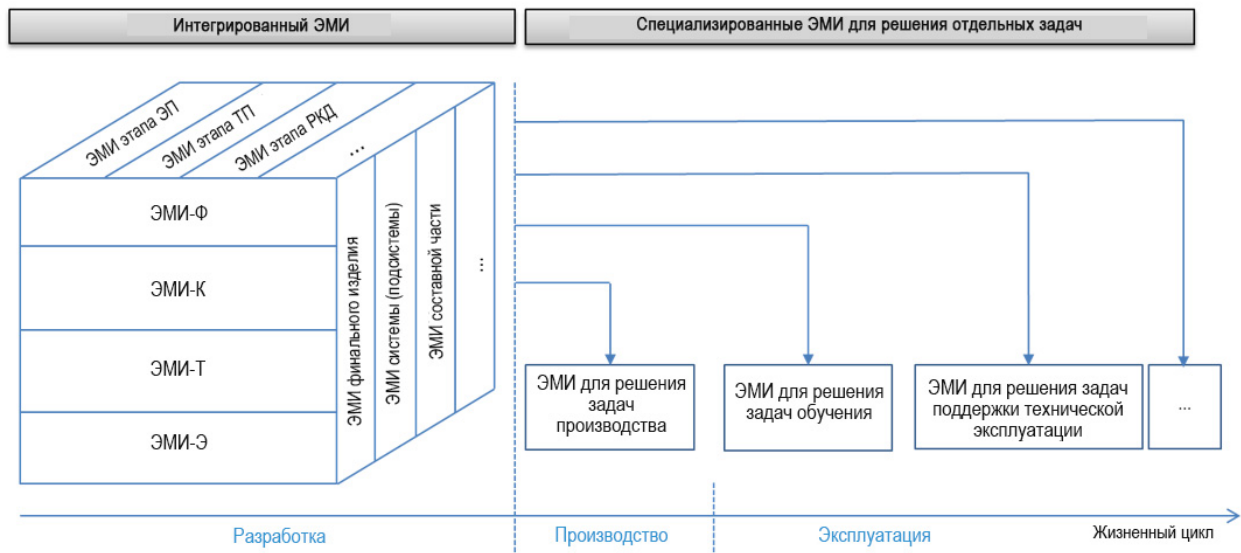 Интегрированный ЭМИ
Специализированные ЭМИ для решения отдельных задач
ЭМИ этапа ЭП
ЭМИ этапа ТП
ЭМИ этапа РКД
...
ЭМИ-Ф
ЭМИ-К
ЭМИ-Т
ЭМИ-Э
ЭМИ финального изделия
ЭМИ системы (подсистемы)
ЭМИ составной части
...
ЭМИ для решения
задач
производства
ЭМИ для решения
задач обучения
ЭМИ для решения задач
поддержки технической
эксплуатации
...
Разработка
Производство
Эксплуатация
Жизненный цикл